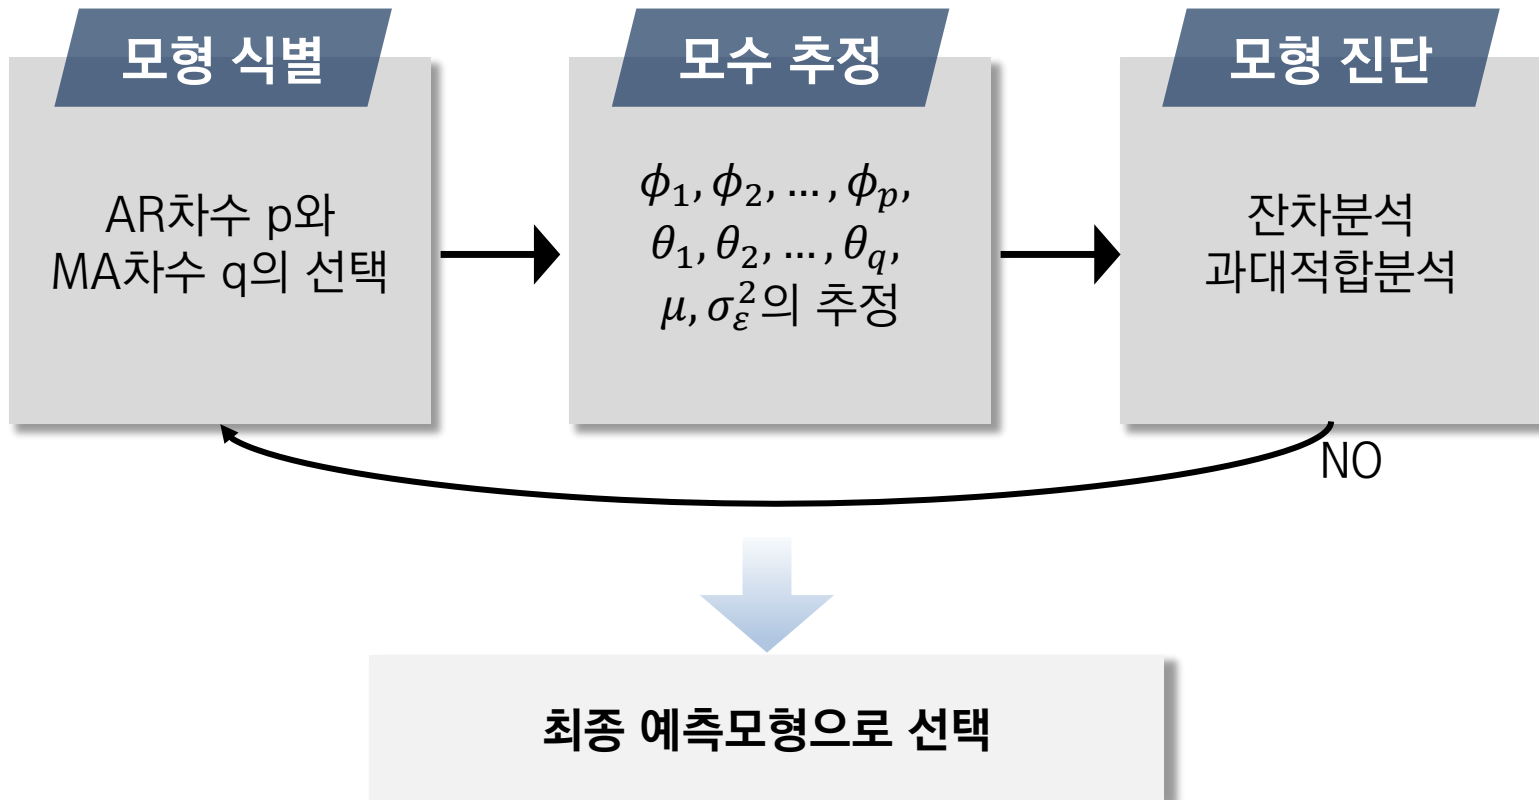 모형 식별
AR차수 p와
MA차수 q의 선택
모수 추정
𝜙₁, 𝜙₂, …, 𝜙ₚ,
𝜃₁, 𝜃₂, …, 𝜃_q,
𝜇, 𝜎_ε²의 추정
모형 진단
잔차분석
과대적합분석
NO
최종 예측모형으로 선택